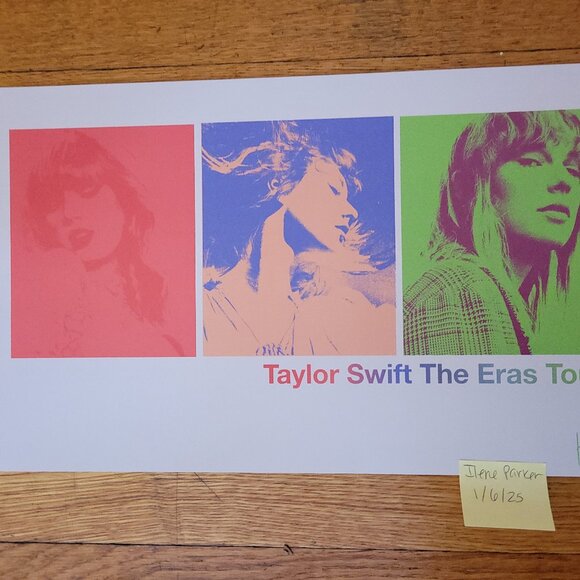 Taylor Swift The Eras Tou
Ilene Parker
1/6/25